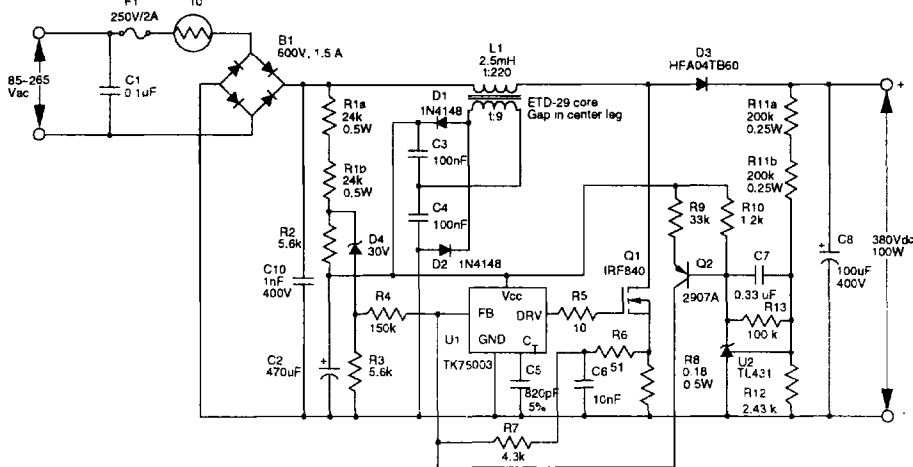 F1
250V/2A
10
B1
600V, 1.5 A
85-265
Vac
C1
0.1uF
L1
2.5mH
t:220
t:9
ETD-29 core
Gap in center leg
D3
HFA04TB60
+
R1a
24k
0.5W
D1
1N4148
C3
100nF
R11a
200k
0.25W
R1b
24k
0.5W
R11b
200k
0.25W
R2
5.6k
D4
30V
C4
100nF
R9
33k
R10
1.2k
D2
1N4148
C10
1nF
400V
Q1
IRF840
Q2
2907A
C7
0.33 uF
C8
+
100uF
400V
380Vdc
100W
R4
150k
Vcc
FB
DRV
GND
CT
U1
TK75003
R5
10
R13
100 k
R6
51
C2
470uF
+
R3
5.6k
C5
820pF
5%
C6
10nF
R8
0.18
0.5W
U2
TL431
R12
2.43 k
R7
4.3k